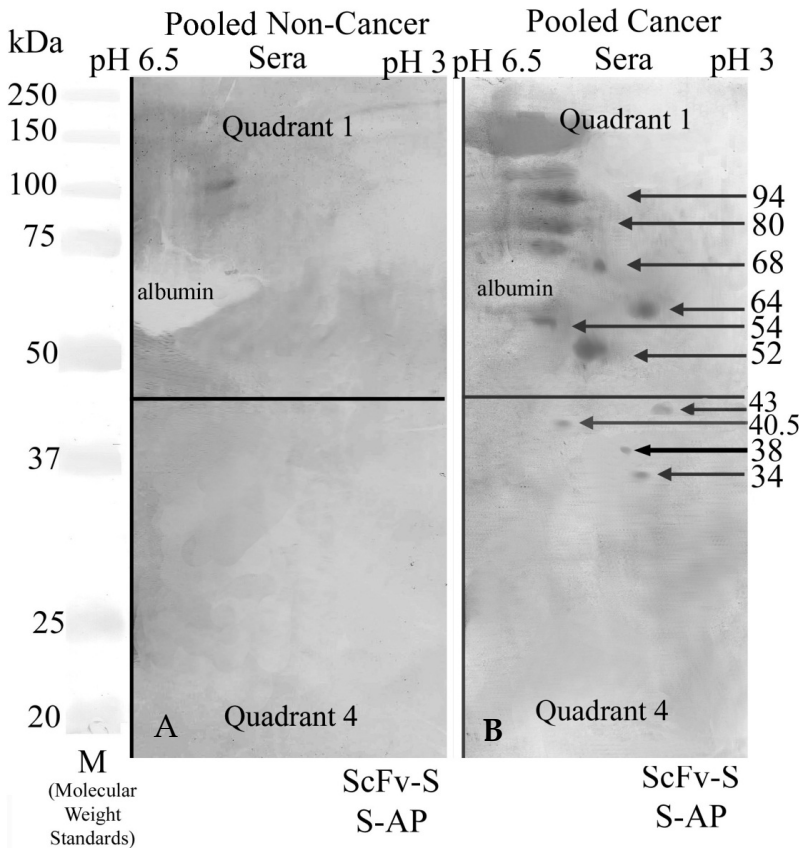 Pooled Non-Cancer
Sera
Pooled Cancer
Sera
kDa
pH 6.5
pH 3
pH 6.5
pH 3
250
150
100
75
50
37
25
20
Quadrant 1
albumin
A
Quadrant 4
Quadrant 1
albumin
B
Quadrant 4
94
80
68
64
54
52
43
40.5
38
34
M
(Molecular
Weight
Standards)
ScFv-S
S-AP
ScFv-S
S-AP